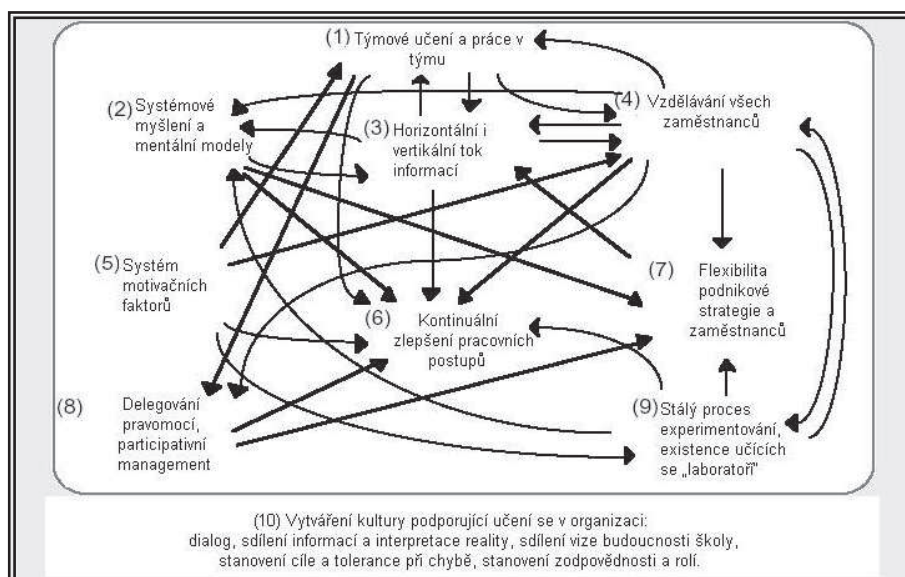 (1) Týmové učení a práce v
týmu
(2) Systémové
myšlení a
mentální modely
(3) Horizontální i
vertikální tok
informací
(4) Vzdělávání všech
zaměstnanců
(5) Systém
motivačních
faktorů
(6) Kontinuální
zlepšení pracovních
postupů
(7) Flexibilita
podnikové
strategie a
zaměstnanců
(8) Delegování
pravomocí,
participativní
management
(9) Stálý proces
experimentování,
existence učících
se „laboratoří"
(10) Vytváření kultury podporující učení se v organizaci:
dialog, sdílení informací a interpretace reality, sdílení vize budoucnosti školy,
stanovení cíle a tolerance při chybě, stanovení zodpovědnosti a rolí.